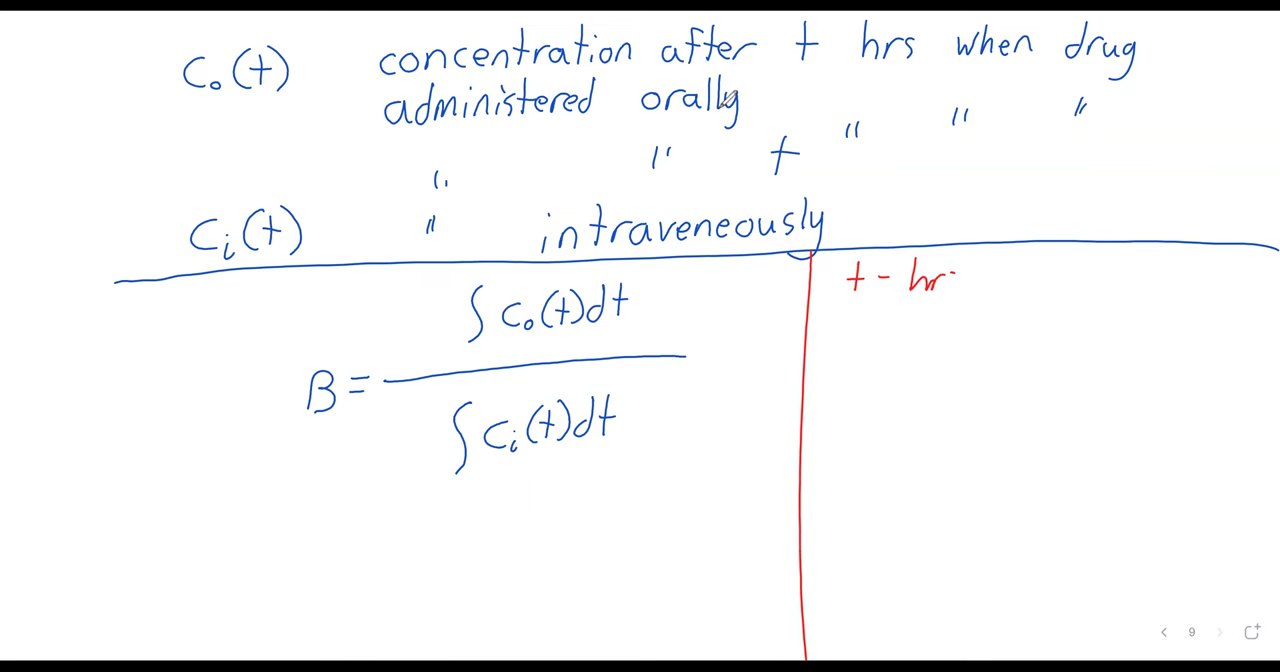 c₀(t) concentration after t hrs when drug
administered orally
" " t " " "
cᵢ(t) " intraveneously
t - hr.
∫ c₀(t)dt
B = ―――――
∫ cᵢ(t)dt
9